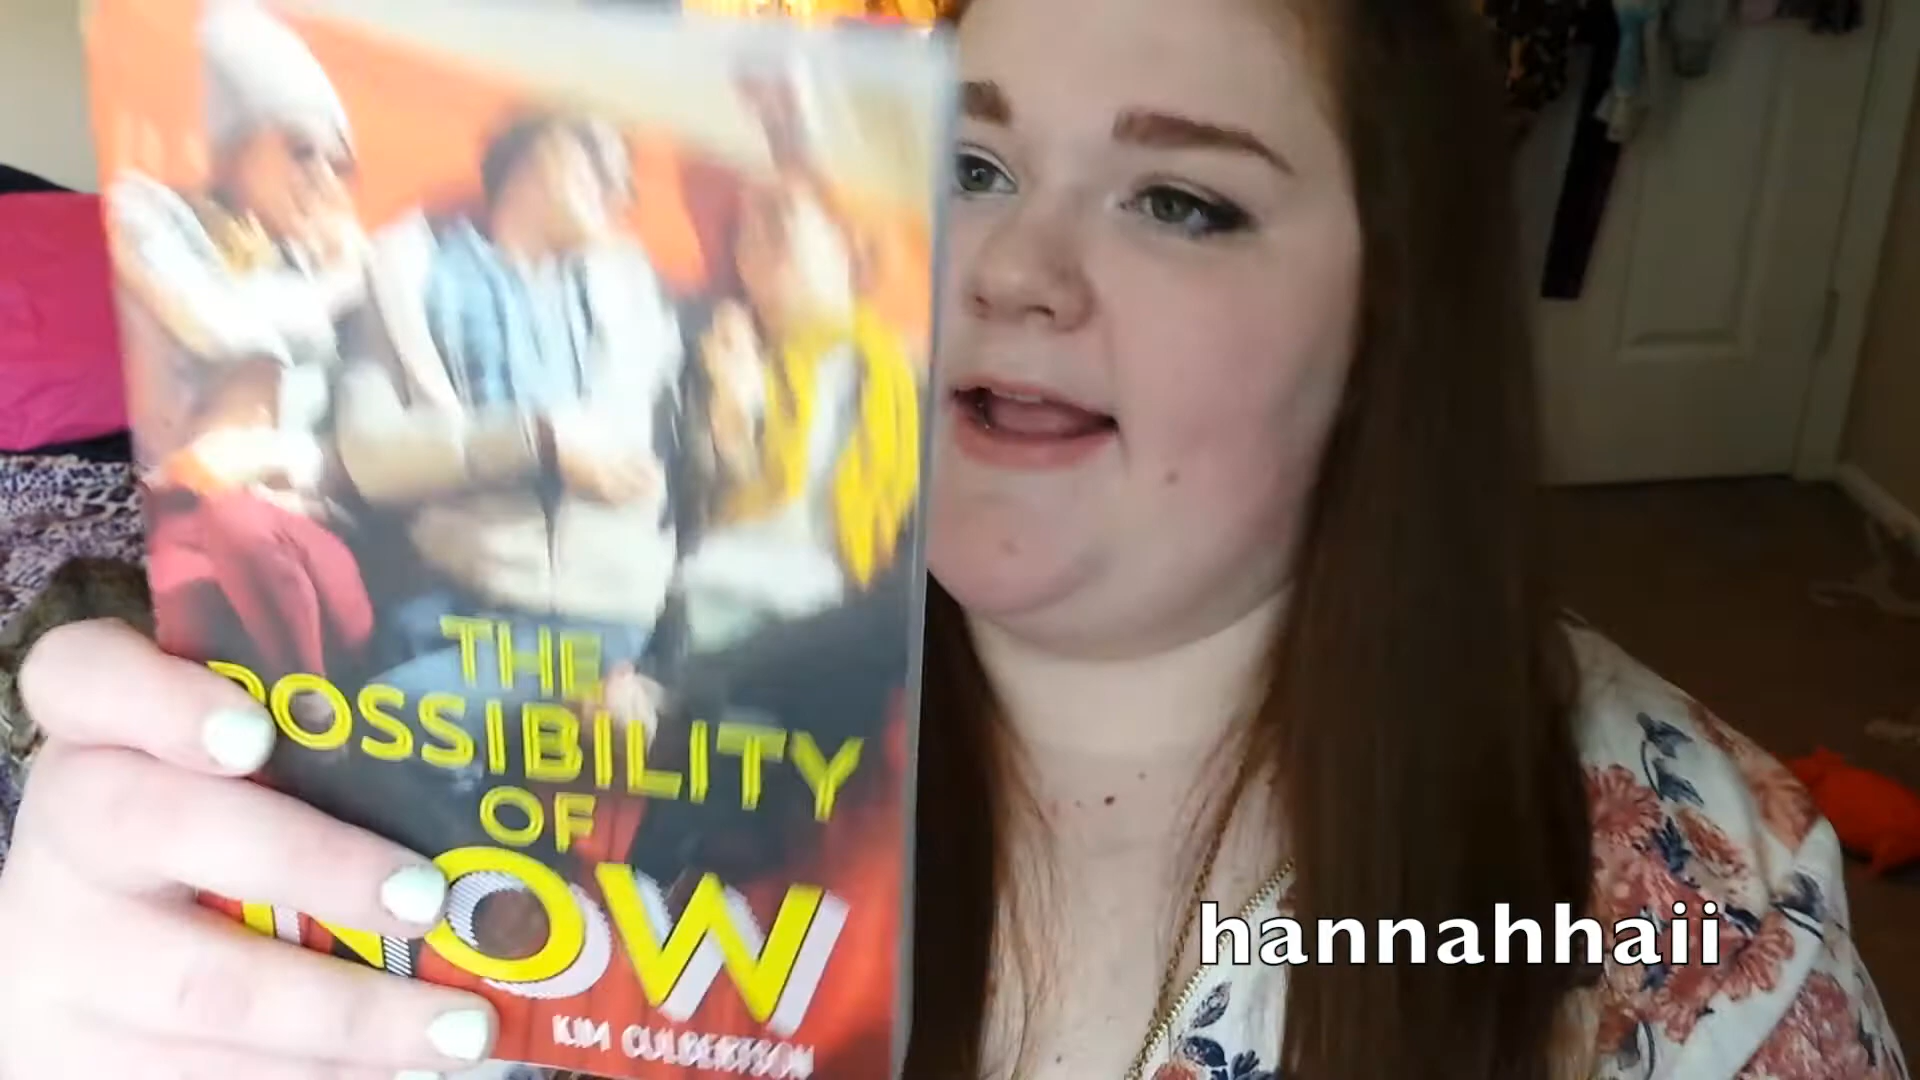 THE
POSSIBILITY
OF
NOW
KIM CULBERTSON
hannahhaii